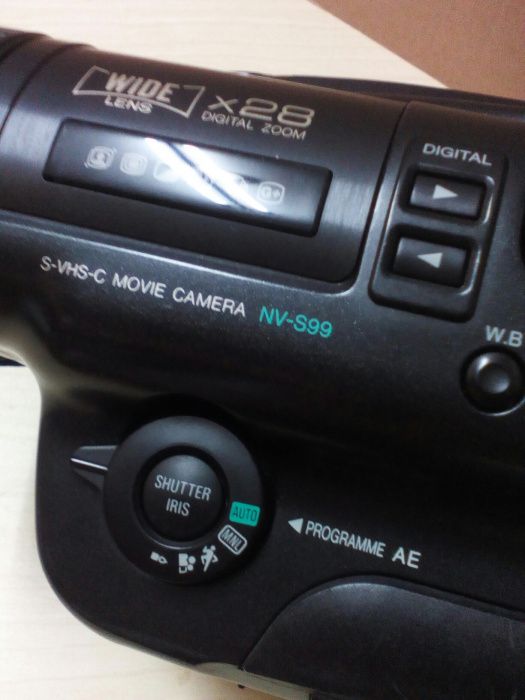 WIDE
LENS
x28
DIGITAL ZOOM
DIGITAL
S-VHS-C MOVIE CAMERA NV-S99
W.B
SHUTTER
IRIS
AUTO
MNL
PROGRAMME AE